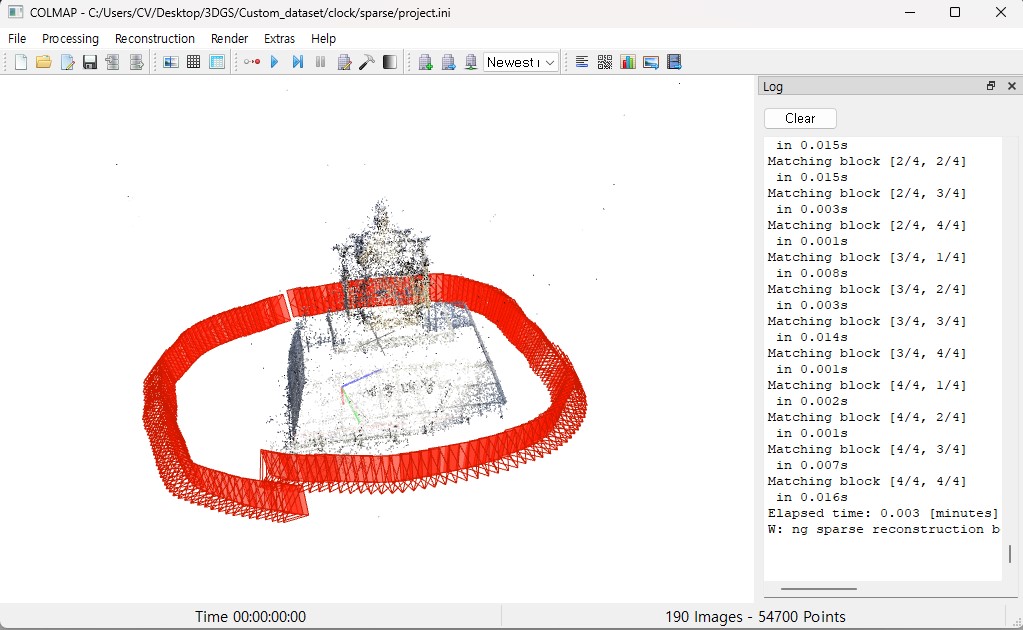 COLMAP - C:/Users/CV/Desktop/3DGS/Custom_dataset/clock/sparse/project.ini
File Processing Reconstruction Render Extras Help
Newest
Log
Clear
in 0.015s
Matching block [2/4, 2/4]
in 0.015s
Matching block [2/4, 3/4]
in 0.003s
Matching block [2/4, 4/4]
in 0.001s
Matching block [3/4, 1/4]
in 0.008s
Matching block [3/4, 2/4]
in 0.003s
Matching block [3/4, 3/4]
in 0.014s
Matching block [3/4, 4/4]
in 0.001s
Matching block [4/4, 1/4]
in 0.002s
Matching block [4/4, 2/4]
in 0.001s
Matching block [4/4, 3/4]
in 0.007s
Matching block [4/4, 4/4]
in 0.016s
Elapsed time: 0.003 [minutes]
W: ng sparse reconstruction b
Time 00:00:00:00
190 Images - 54700 Points